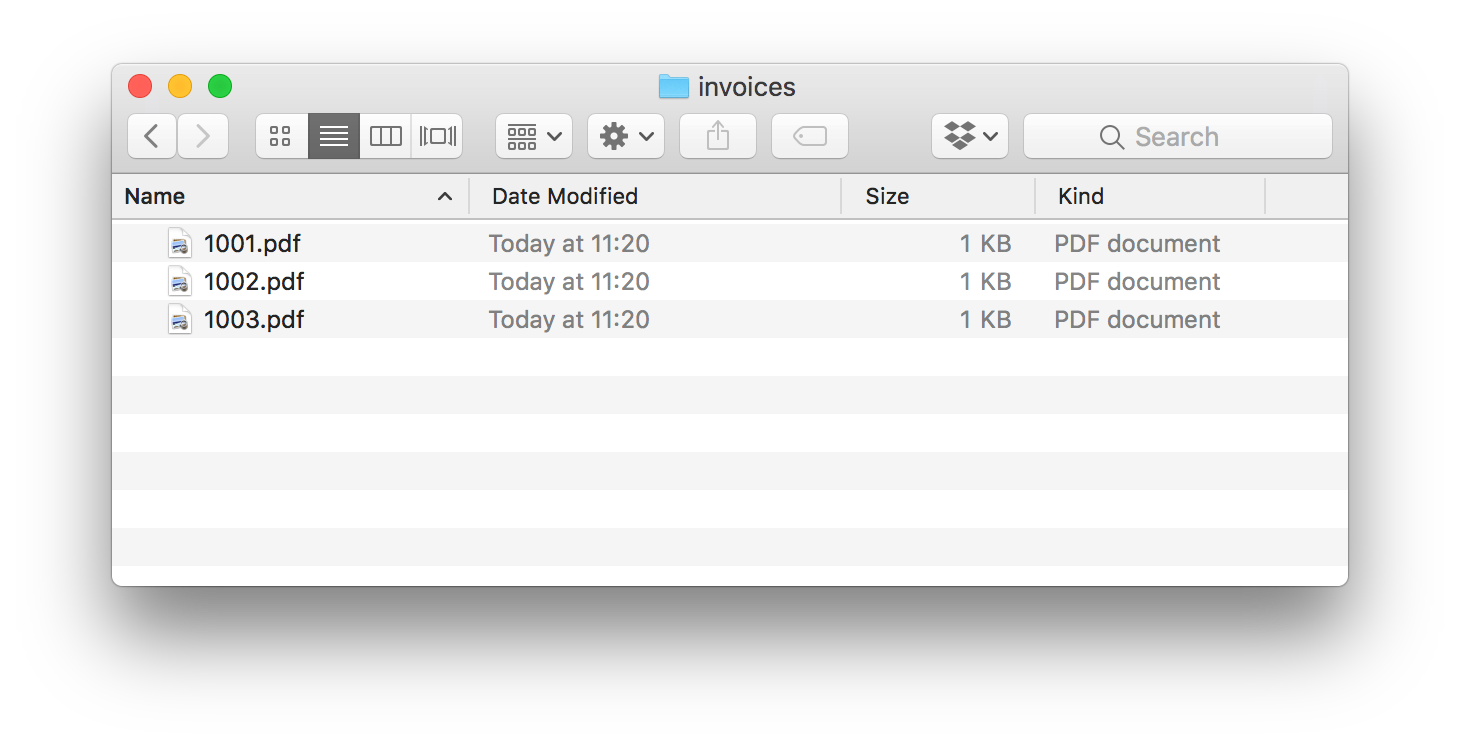 invoices
Search
Name Date Modified Size Kind
1001.pdf Today at 11:20 1 KB PDF document
1002.pdf Today at 11:20 1 KB PDF document
1003.pdf Today at 11:20 1 KB PDF document